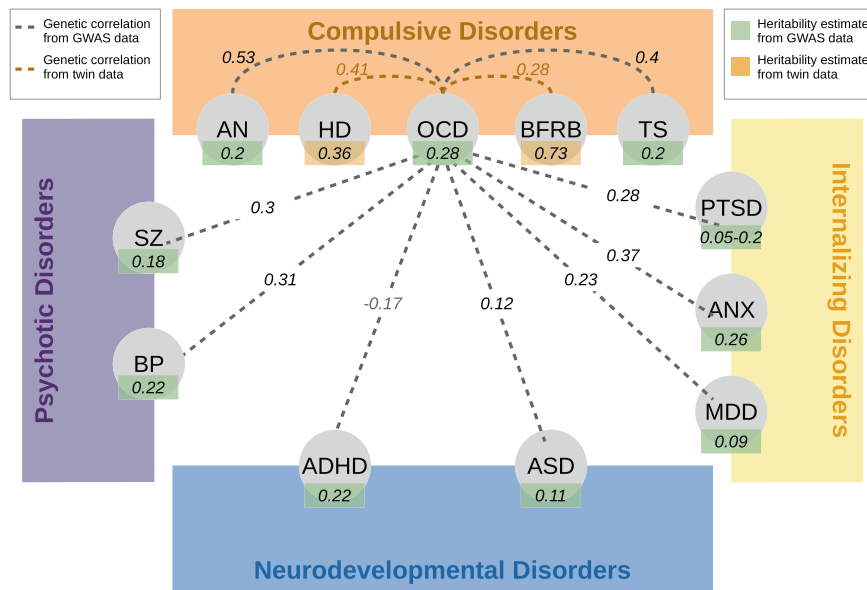 Genetic correlation
from GWAS data
Genetic correlation
from twin data
Compulsive Disorders
Heritability estimate
from GWAS data
Heritability estimate
from twin data
0.53
0.41
0.28
0.4
AN
HD
OCD
BFRB
TS
0.2
0.36
0.28
0.73
0.2
Psychotic Disorders
Internalizing Disorders
0.3
0.28
PTSD
0.05-0.2
SZ
0.18
0.31
0.37
0.23
-0.17
0.12
ANX
0.26
BP
0.22
MDD
0.09
ADHD
0.22
ASD
0.11
Neurodevelopmental Disorders